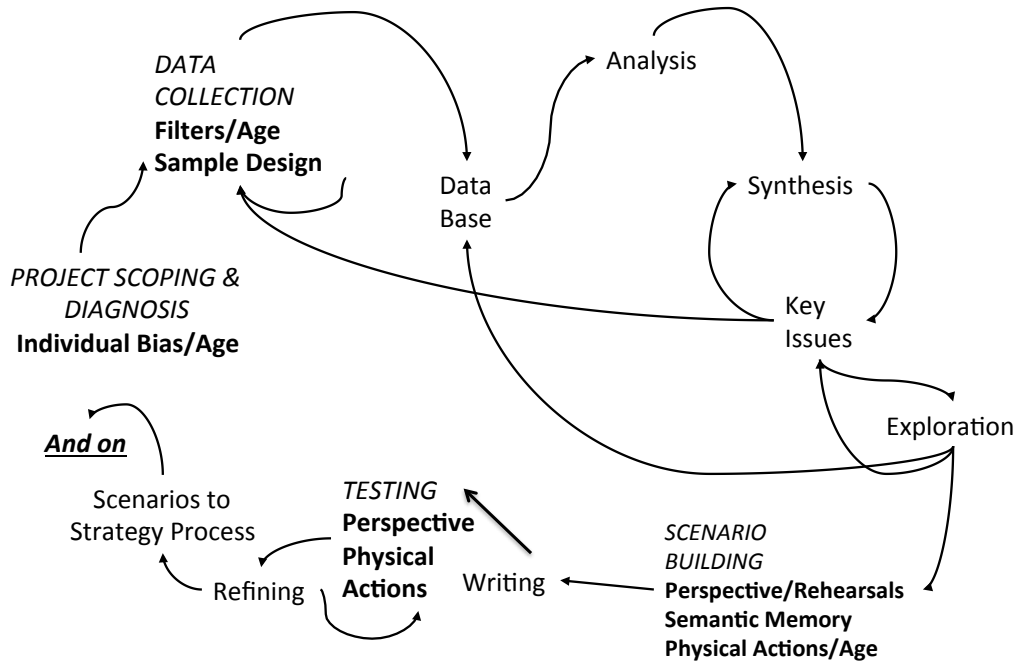 DATA
COLLECTION
Filters/Age
Sample Design
Data
Base
Analysis
Synthesis
Key
Issues
Exploration
PROJECT SCOPING &
DIAGNOSIS
Individual Bias/Age
And on
Scenarios to
Strategy Process
Refining
TESTING
Perspective
Physical
Actions
Writing
SCENARIO
BUILDING
Perspective/Rehearsals
Semantic Memory
Physical Actions/Age